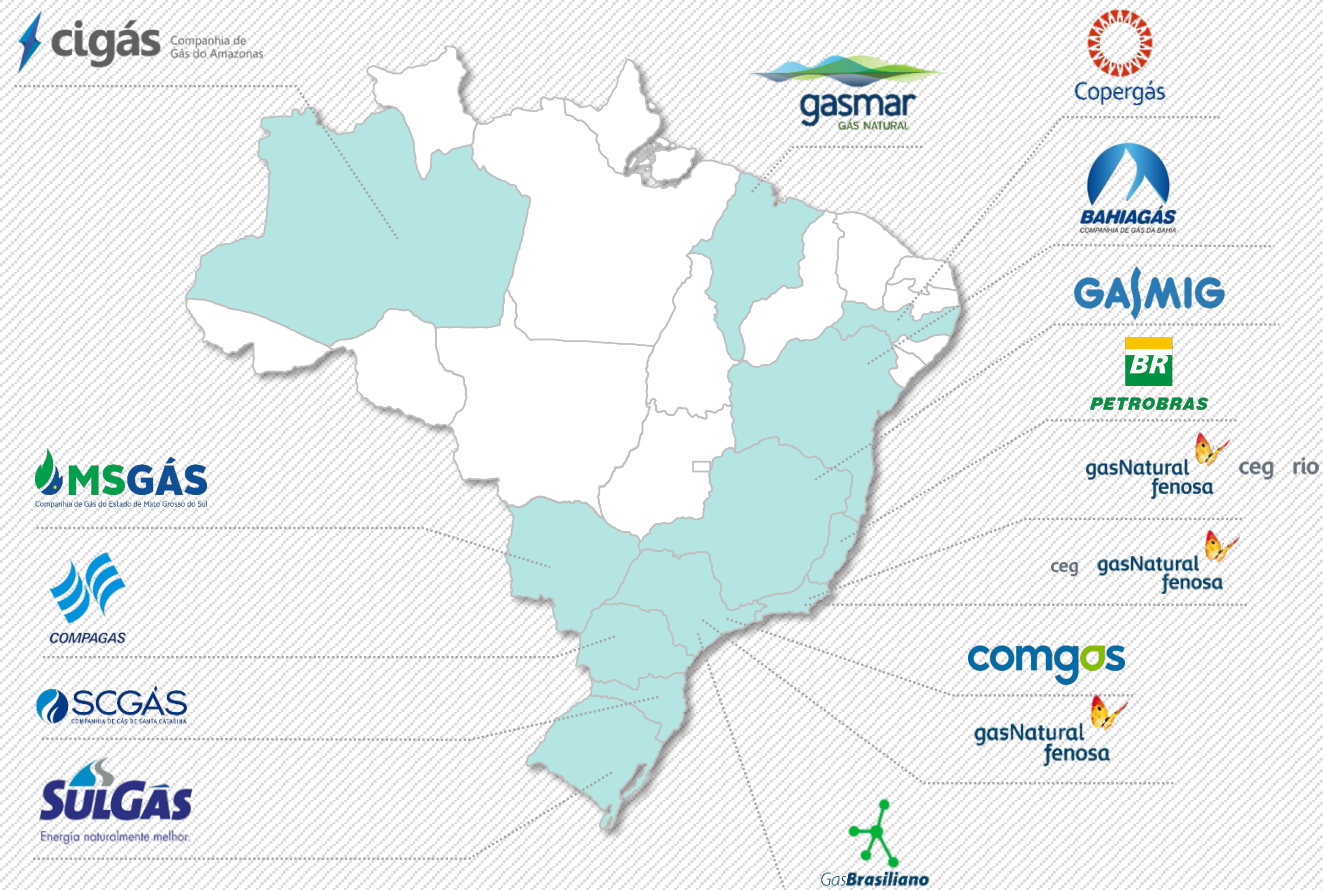 cigás Companhia de
Gás do Amazonas
gasmar
GÁS NATURAL
Copergás
BAHIAGÁS
COMPANHIA DE GÁS DA BAHIA
GASMIG
BR
PETROBRAS
gasNatural
fenosa
ceg rio
ceg gasNatural
fenosa
comgas
gasNatural
fenosa
GasBrasiliano
MSGÁS
Companhia de Gás do Estado de Mato Grosso do Sul
COMPAGAS
SCGÁS
COMPANHIA DE GÁS DE SANTA CATARINA
SULGÁS
Energia naturalmente melhor.